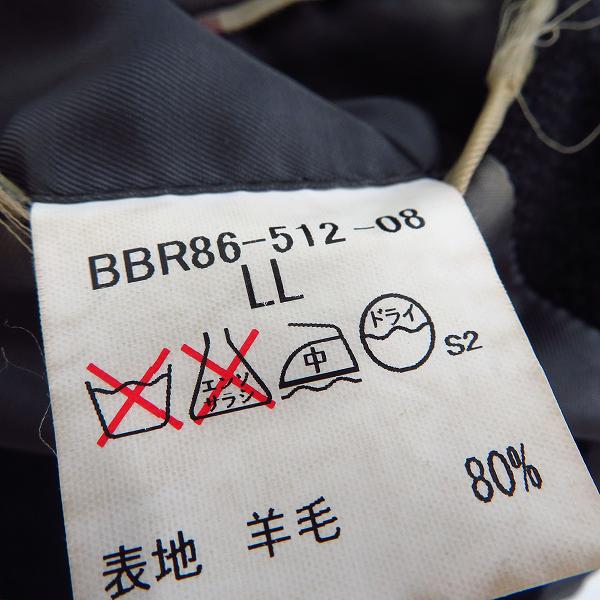 BBR86-512-08
LL
エンソ
サラシ
中
ドライ
S2
表地 羊毛 80%